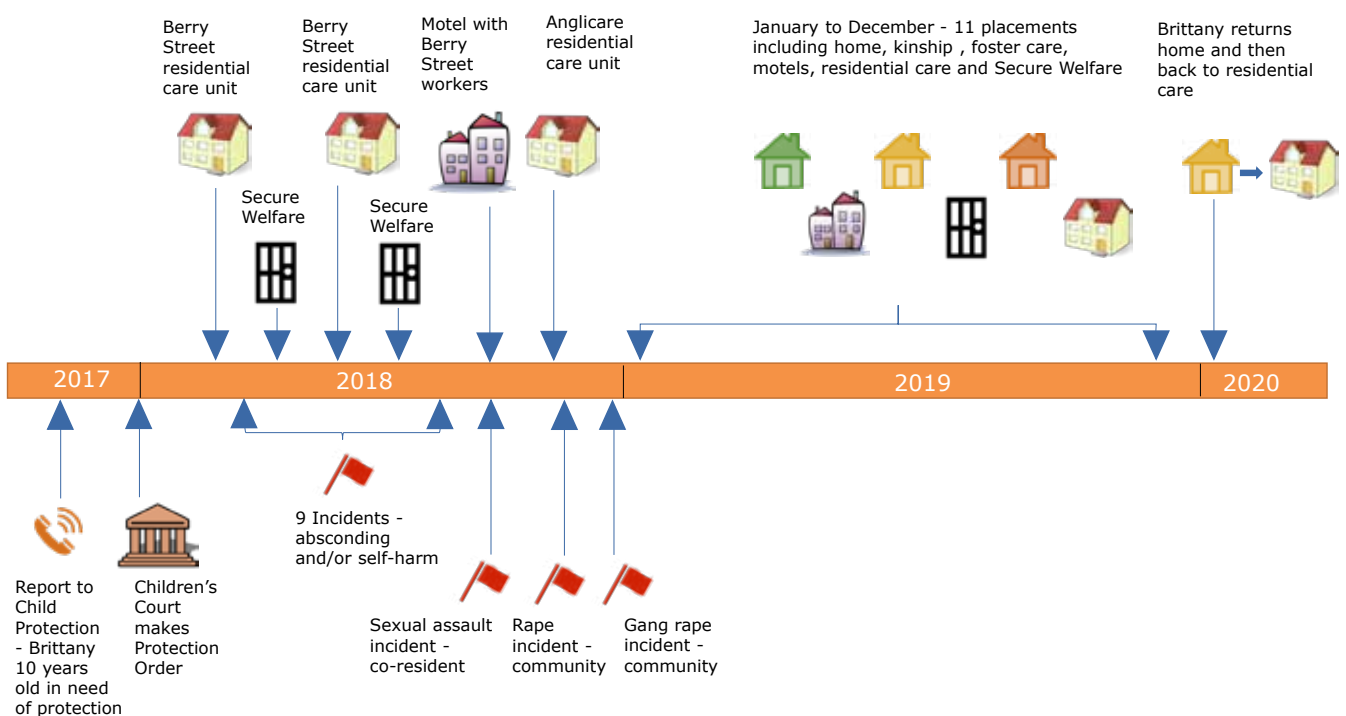 Berry
Street
residential
care unit
Secure
Welfare
Berry
Street
residential
care unit
Secure
Welfare
Motel with
Berry
Street
workers
Anglicare
residential
care unit
January to December - 11 placements
including home, kinship , foster care,
motels, residential care and Secure Welfare
Brittany returns
home and then
back to residential
care
2017
2018
2019
2020
Report to
Child
Protection
- Brittany
10 years
old in need
of protection
Children's
Court
makes
Protection
Order
9 Incidents -
absconding
and/or self-harm
Sexual assault
incident -
co-resident
Rape
incident -
community
Gang rape
incident -
community